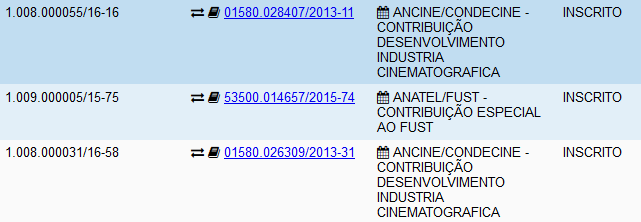 1.008.000055/16-16 01580.028407/2013-11 ANCINE/CONDECINE - INSCRITO
CONTRIBUIÇÃO
DESENVOLVIMENTO
INDUSTRIA
CINEMATOGRAFICA
1.009.000005/15-75 53500.014657/2015-74 ANATEL/FUST - INSCRITO
CONTRIBUIÇÃO ESPECIAL
AO FUST
1.008.000031/16-58 01580.026309/2013-31 ANCINE/CONDECINE - INSCRITO
CONTRIBUIÇÃO
DESENVOLVIMENTO
INDUSTRIA
CINEMATOGRAFICA